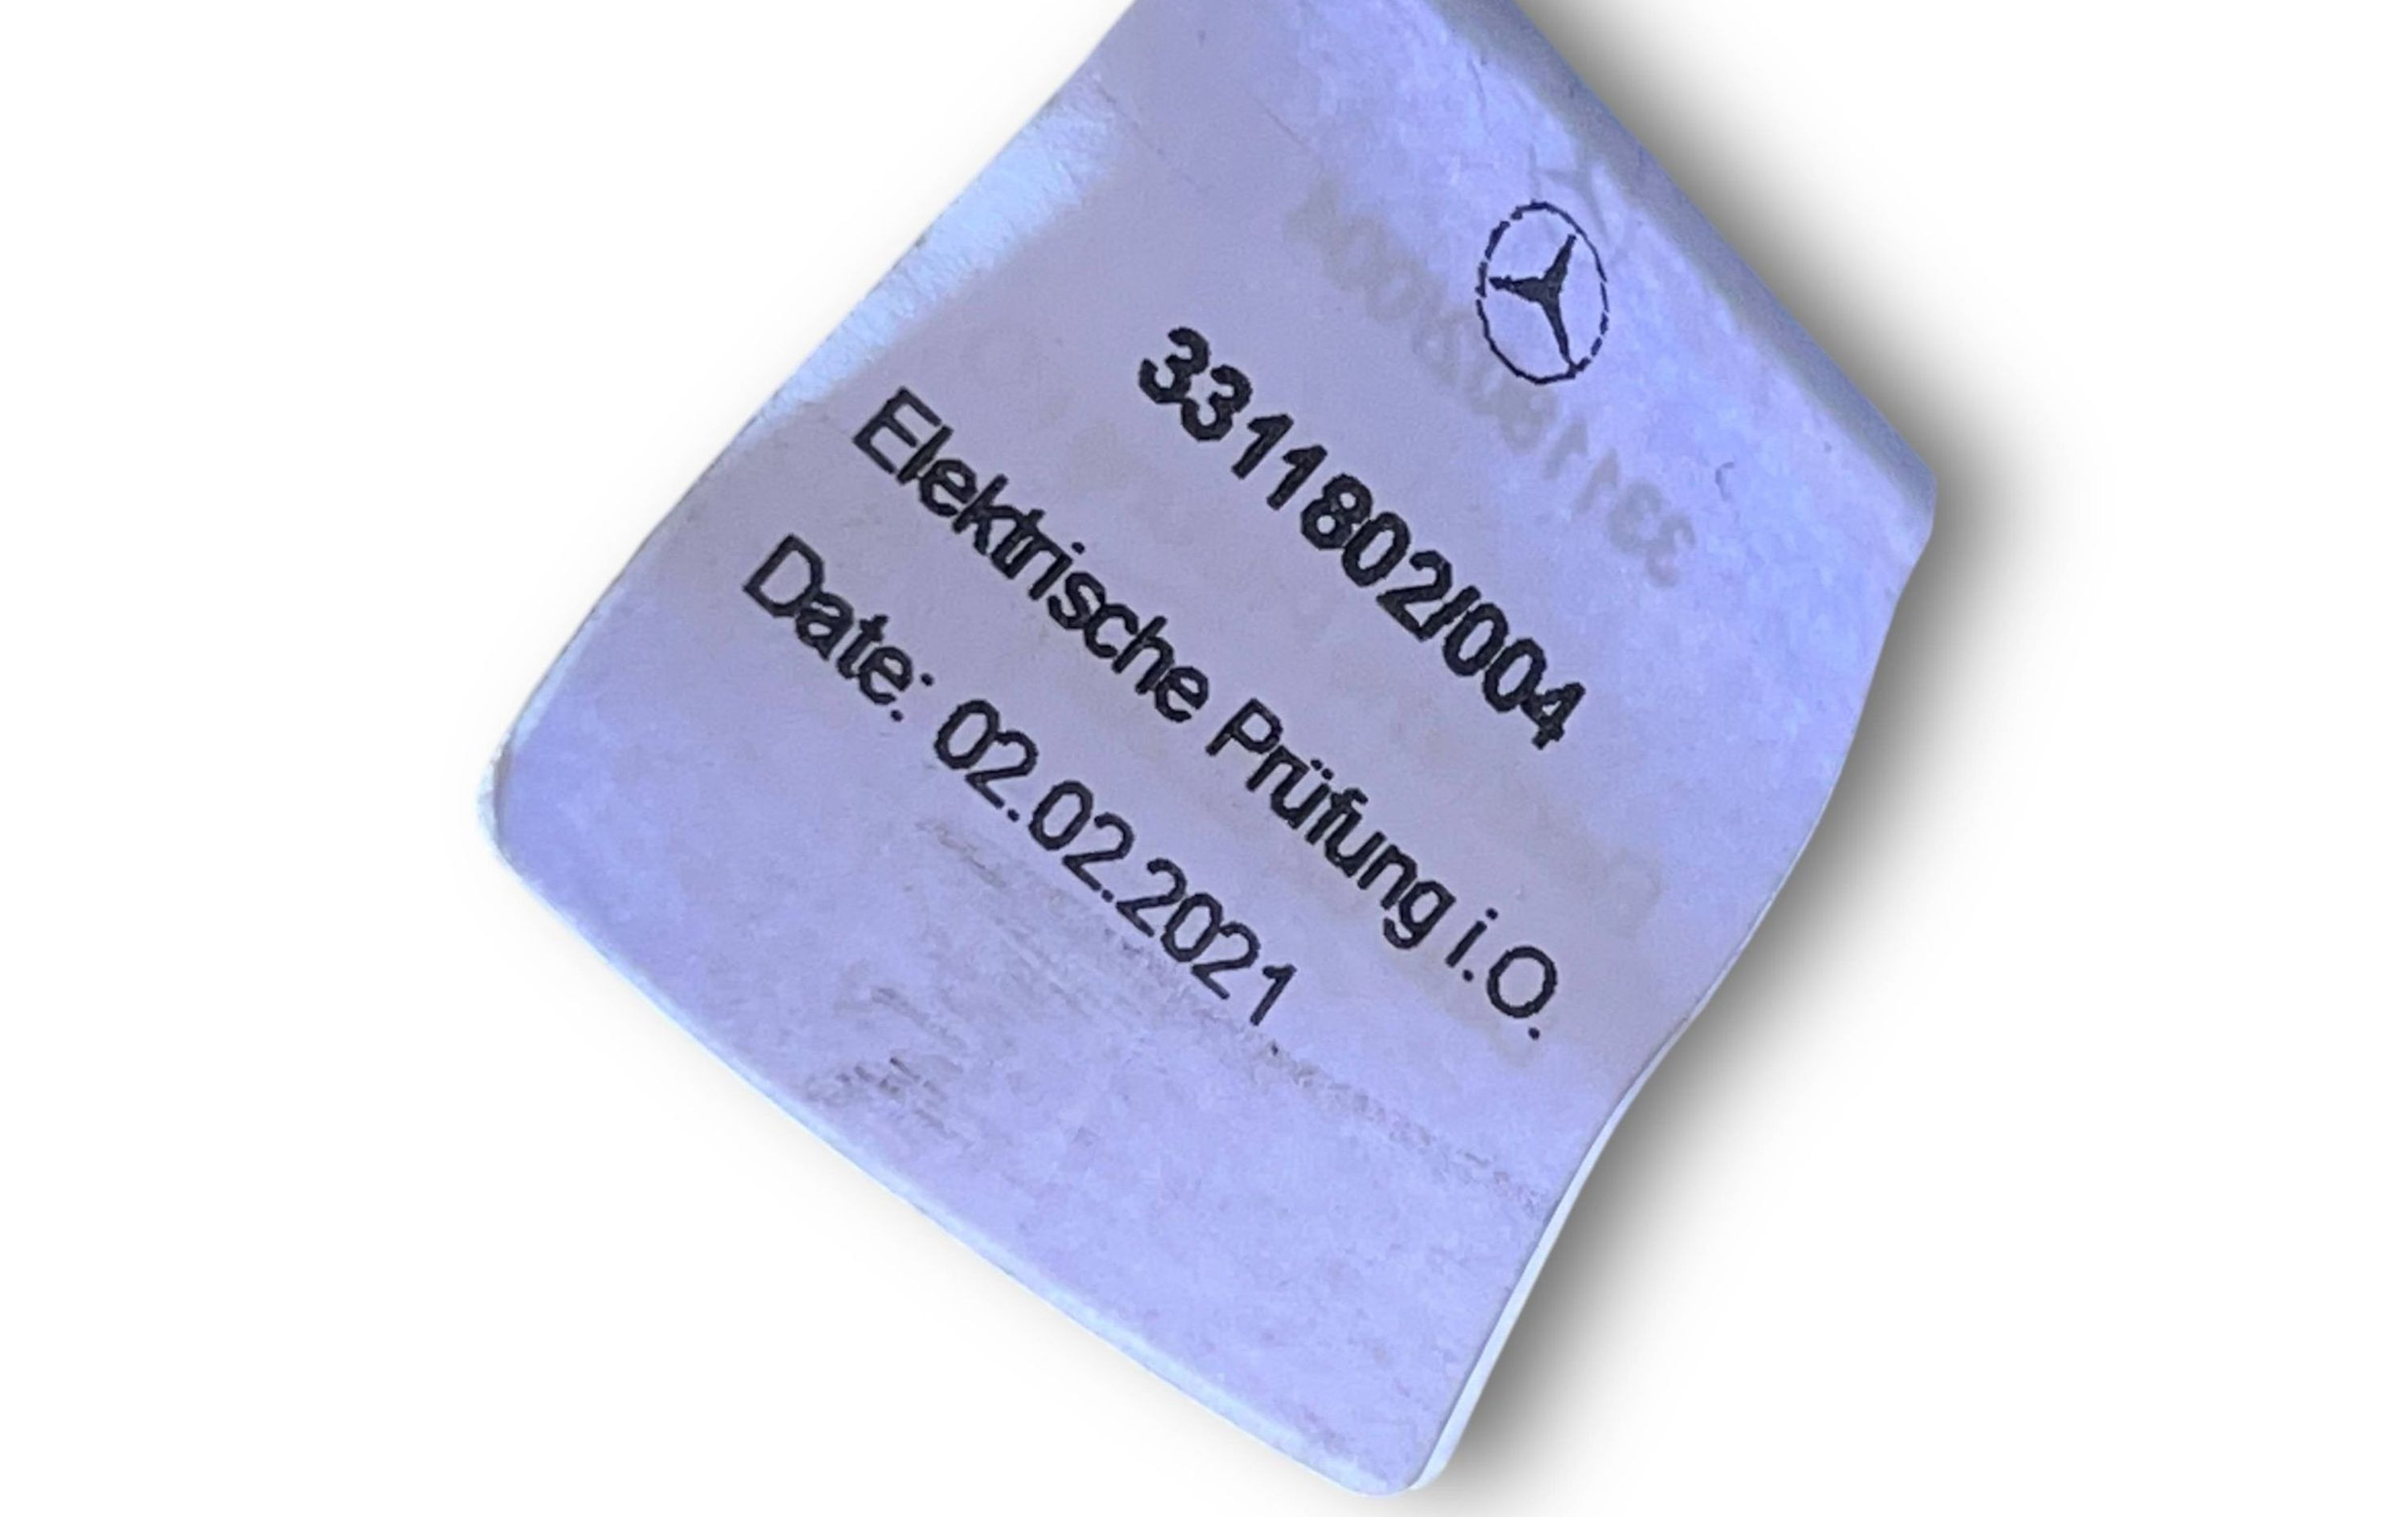 3311802/004
Elektrische Prüfung i.O.
Date: 02.02.2021